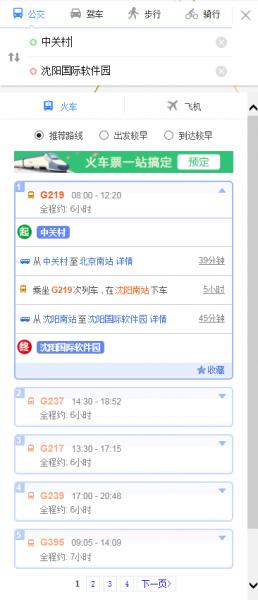 公交 驾车 步行 骑行
中关村
沈阳国际软件园
火车 飞机
推荐路线 出发较早 到达较早
火车票一站搞定 预定
1
G219 08:00 - 12:20
全程约: 6小时
起 中关村
从 中关村 至 北京南站 详情 39分钟
乘坐 G219 次列车 , 在 沈阳南站 下车 5小时
从 沈阳南站 至 沈阳国际软件园 详情 45分钟
终 沈阳国际软件园
收藏
2
G237 14:30 - 18:52
全程约: 6小时
3
G217 13:30 - 17:15
全程约: 6小时
4
G239 17:00 - 20:48
全程约: 6小时
5
G395 09:05 - 14:09
全程约: 7小时
1 2 3 4 下一页>